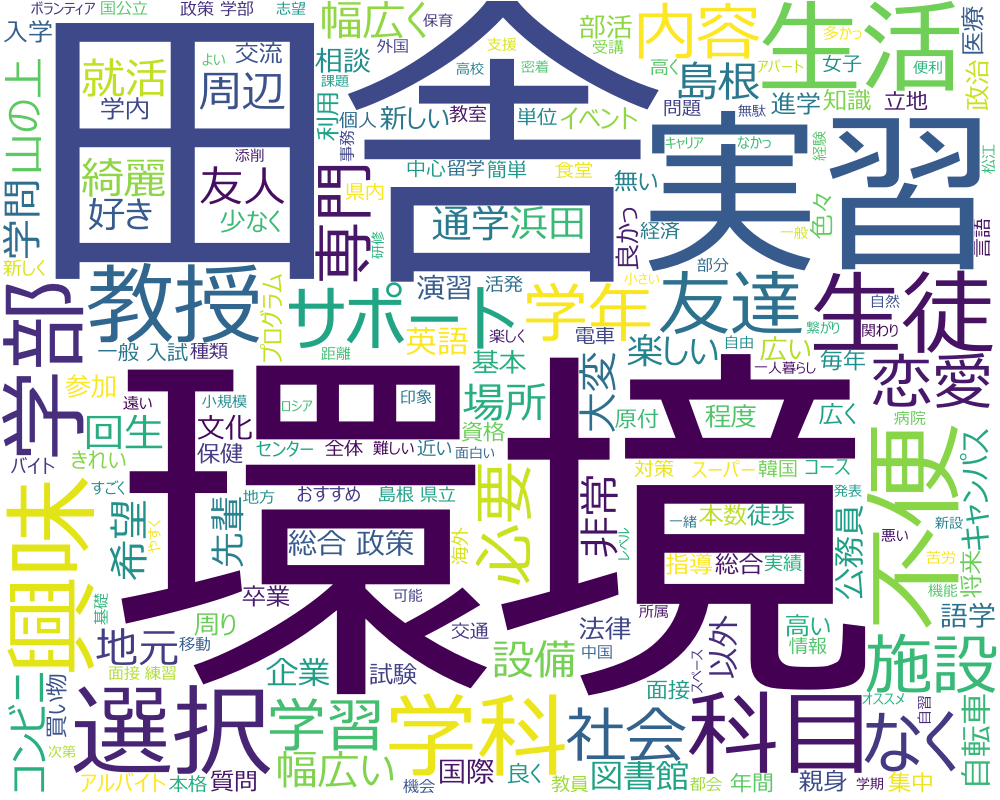 ボランティア 国公立 政策 学部 志望
入学 交流 保育 幅広く 部活 内容 生活 医療
就活 周辺 相談 外国 支援 受講 多かっ 女子
学内 よい 課題 高校 密着 アパート 便利
田舎 島根 進学 知識 立地 政治
山の上 添削 利用 個人 新しい 教室 単位 イベント 問題 キャリア 無駄 なかっ 経験 松江
綺麗 友人 事務 中心 留学 簡単 食堂 無い 実習
学問 好き 少なく 専門 県内 通学 浜田 良かっ 経済 一般 色々 言語
新しく 研修 演習 活発 部分 小さい
学部 教授 サポート 学年 友達 生徒 自然
一般 入試 種類 プログラム 距離 英語 楽しく 電車 自由 繋がり 関わり
遠い 小規模 ロシア 印象 基本 楽しい 一人暮らし 広い 毎年 恋愛
参加 文化 場所 資格 大変 原付 程度 広く 病院
回生 保健 センター 全体 難しい 近い 面白い 対策 スーパー 韓国 コース
バイト きれい すごく 地方 おすすめ 島根 県立 発表 不便 キャンパス
環境 必要 非常 レベル 一緒 本数 徒歩 公務員 悪い 新設
興味 希望 やすく 先輩 総合 政策 海外 指導 総合 実績 苦労 機能 将来
基礎 卒業 可能 所属 語学
地元 移動 周り 交通 法律 中国 以外 高い 情報
面接 練習 企業 試験 設備 スペース 面接 オススメ 施設
コンビニ 買い物 選択 学習 学科 社会 科目 自習 なく 自転車
次第 幅広い 国際 良く 図書館 都会
アルバイト 本格 質問 機会 教員 年間 親身 学期 集中